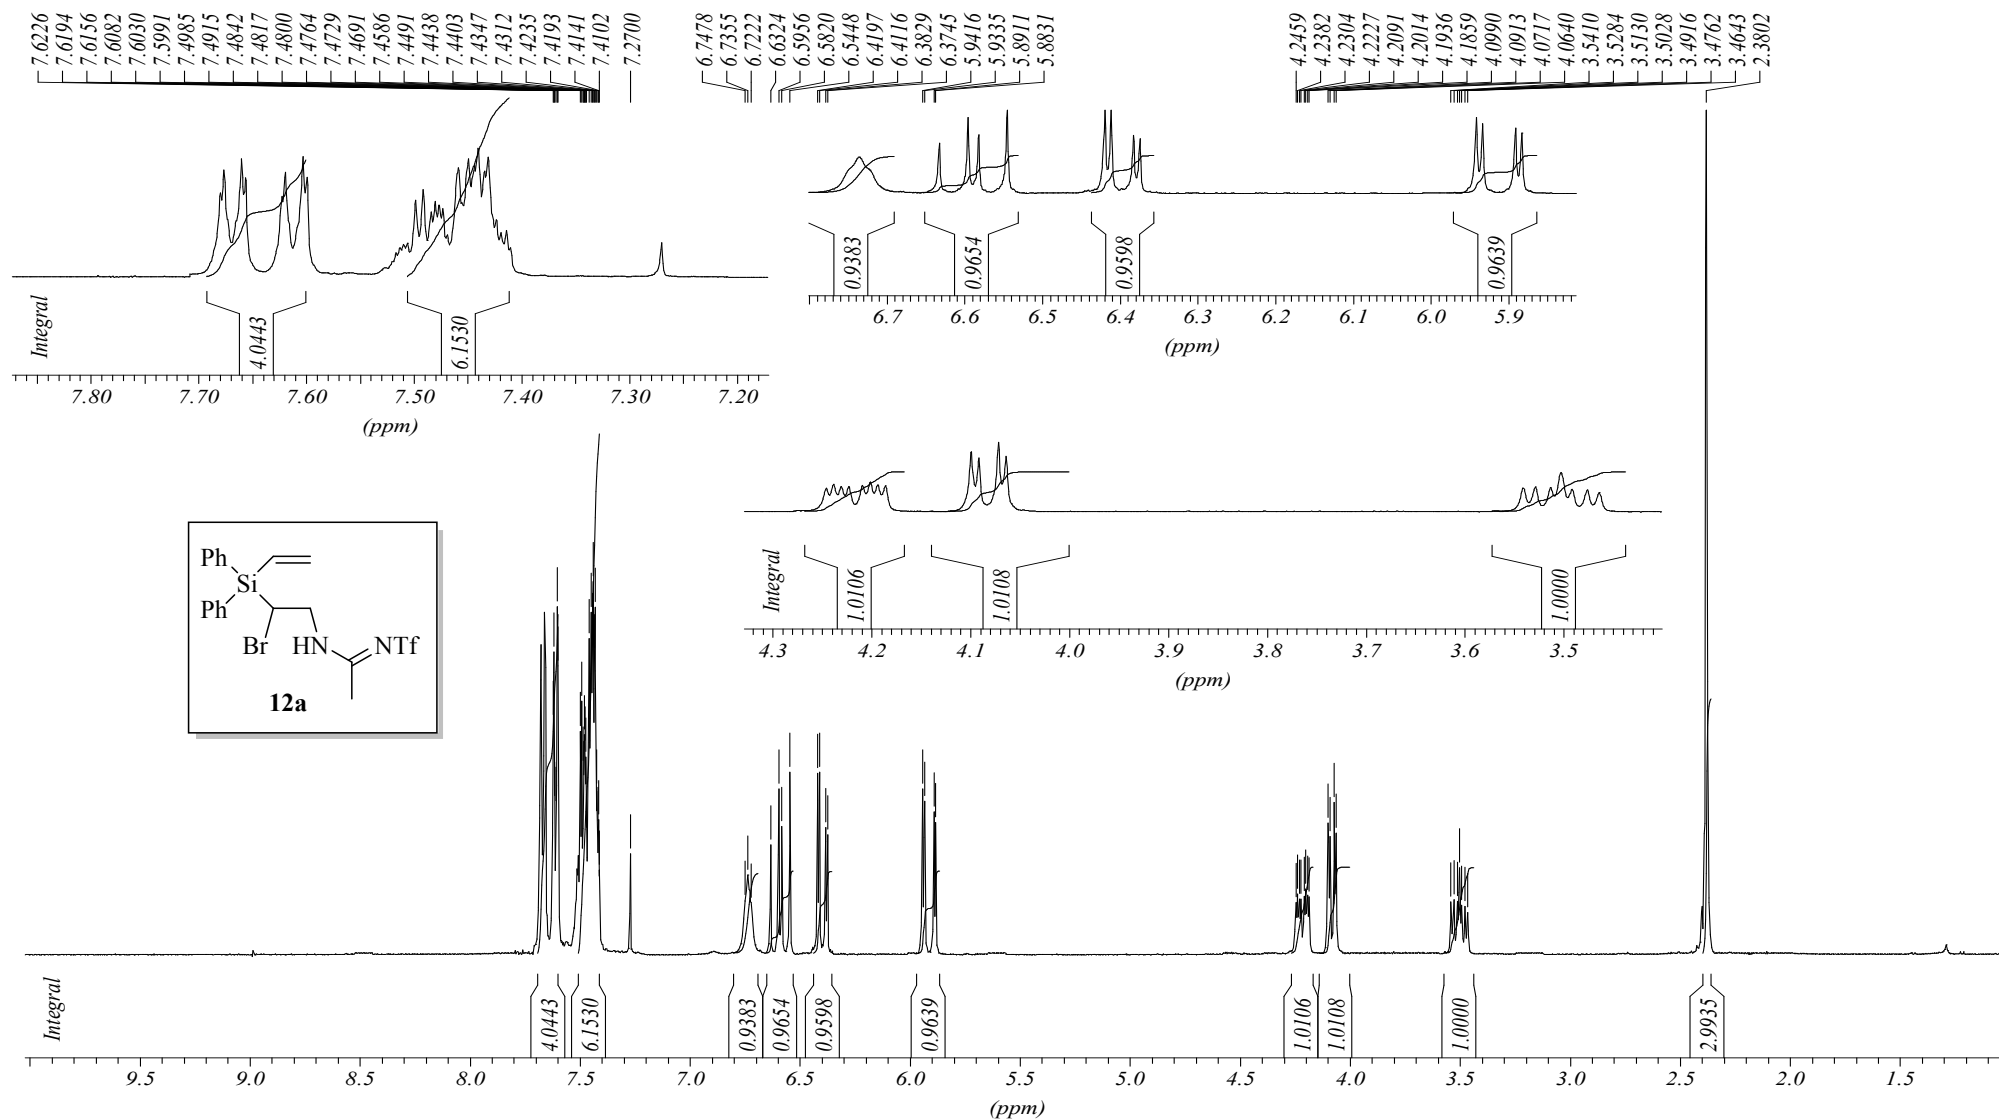 7.6226 7.6194 7.6156 7.6082 7.6030 7.5991 7.4985 7.4915 7.4842 7.4817 7.4800 7.4764 7.4729 7.4691 7.4586 7.4491 7.4438 7.4403 7.4347 7.4312 7.4235 7.4193 7.4141 7.4102 7.2700 6.7478 6.7355 6.7222 6.6324 6.5956 6.5820 6.5448 6.4197 6.4116 6.3829 6.3745 5.9416 5.9335 5.8911 5.8831 4.2459 4.2382 4.2304 4.2227 4.2091 4.2014 4.1936 4.1859 4.0990 4.0913 4.0717 4.0640 3.5410 3.5284 3.5130 3.5028 3.4916 3.4762 3.4643 2.3802
Integral 4.0443 6.1530
7.80 7.70 7.60 7.50 7.40 7.30 7.20
(ppm)
0.9383 0.9654 0.9598 0.9639
6.7 6.6 6.5 6.4 6.3 6.2 6.1 6.0 5.9
(ppm)
Integral 1.0106 1.0108 1.0000
4.3 4.2 4.1 4.0 3.9 3.8 3.7 3.6 3.5
(ppm)
Ph
Si
Ph
Br HN NTf
12a
Integral 4.0443 6.1530 0.9383 0.9654 0.9598 0.9639 1.0106 1.0108 1.0000 2.9935
9.5 9.0 8.5 8.0 7.5 7.0 6.5 6.0 5.5 5.0 4.5 4.0 3.5 3.0 2.5 2.0 1.5
(ppm)